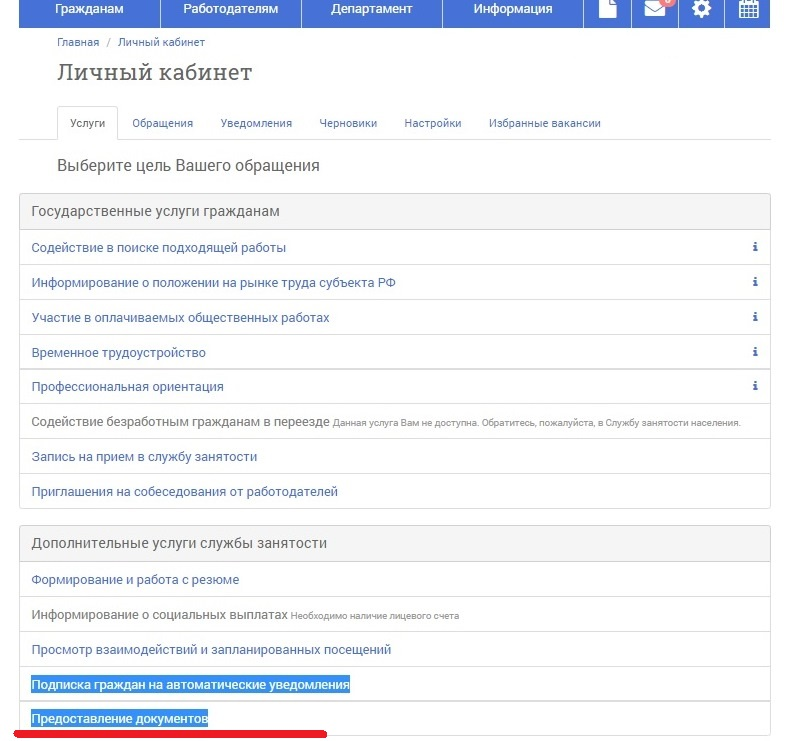 Гражданам Работодателям Департамент Информация
Главная / Личный кабинет
Личный кабинет
Услуги Обращения Уведомления Черновики Настройки Избранные вакансии
Выберите цель Вашего обращения
Государственные услуги гражданам
Содействие в поиске подходящей работы
Информирование о положении на рынке труда субъекта РФ
Участие в оплачиваемых общественных работах
Временное трудоустройство
Профессиональная ориентация
Содействие безработным гражданам в переезде Данная услуга Вам не доступна. Обратитесь, пожалуйста, в Службу занятости населения.
Запись на прием в службу занятости
Приглашения на собеседования от работодателей
Дополнительные услуги службы занятости
Формирование и работа с резюме
Информирование о социальных выплатах Необходимо наличие лицевого счета
Просмотр взаимодействий и запланированных посещений
Подписка граждан на автоматические уведомления
Предоставление документов